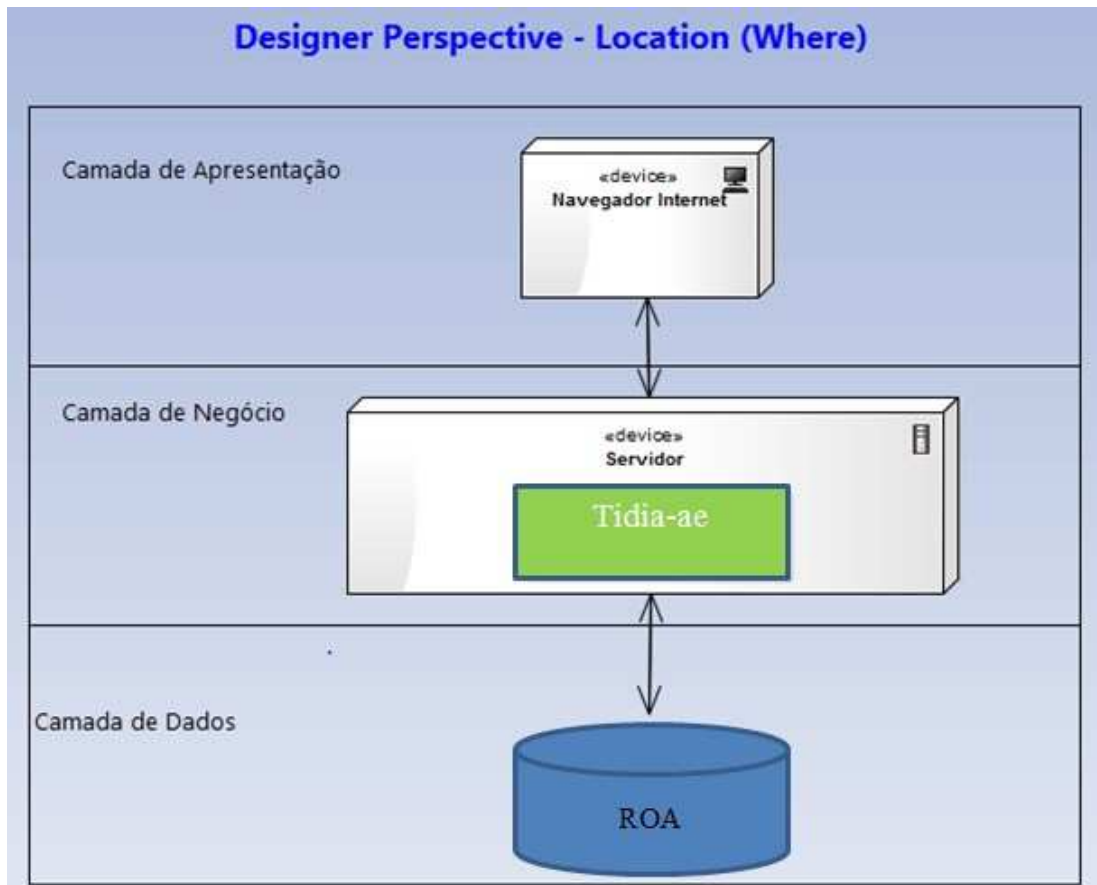 Designer Perspective - Location (Where)
Camada de Apresentação
«device»
Navegador Internet
Camada de Negócio
«device»
Servidor
Tidia-ae
Camada de Dados
ROA